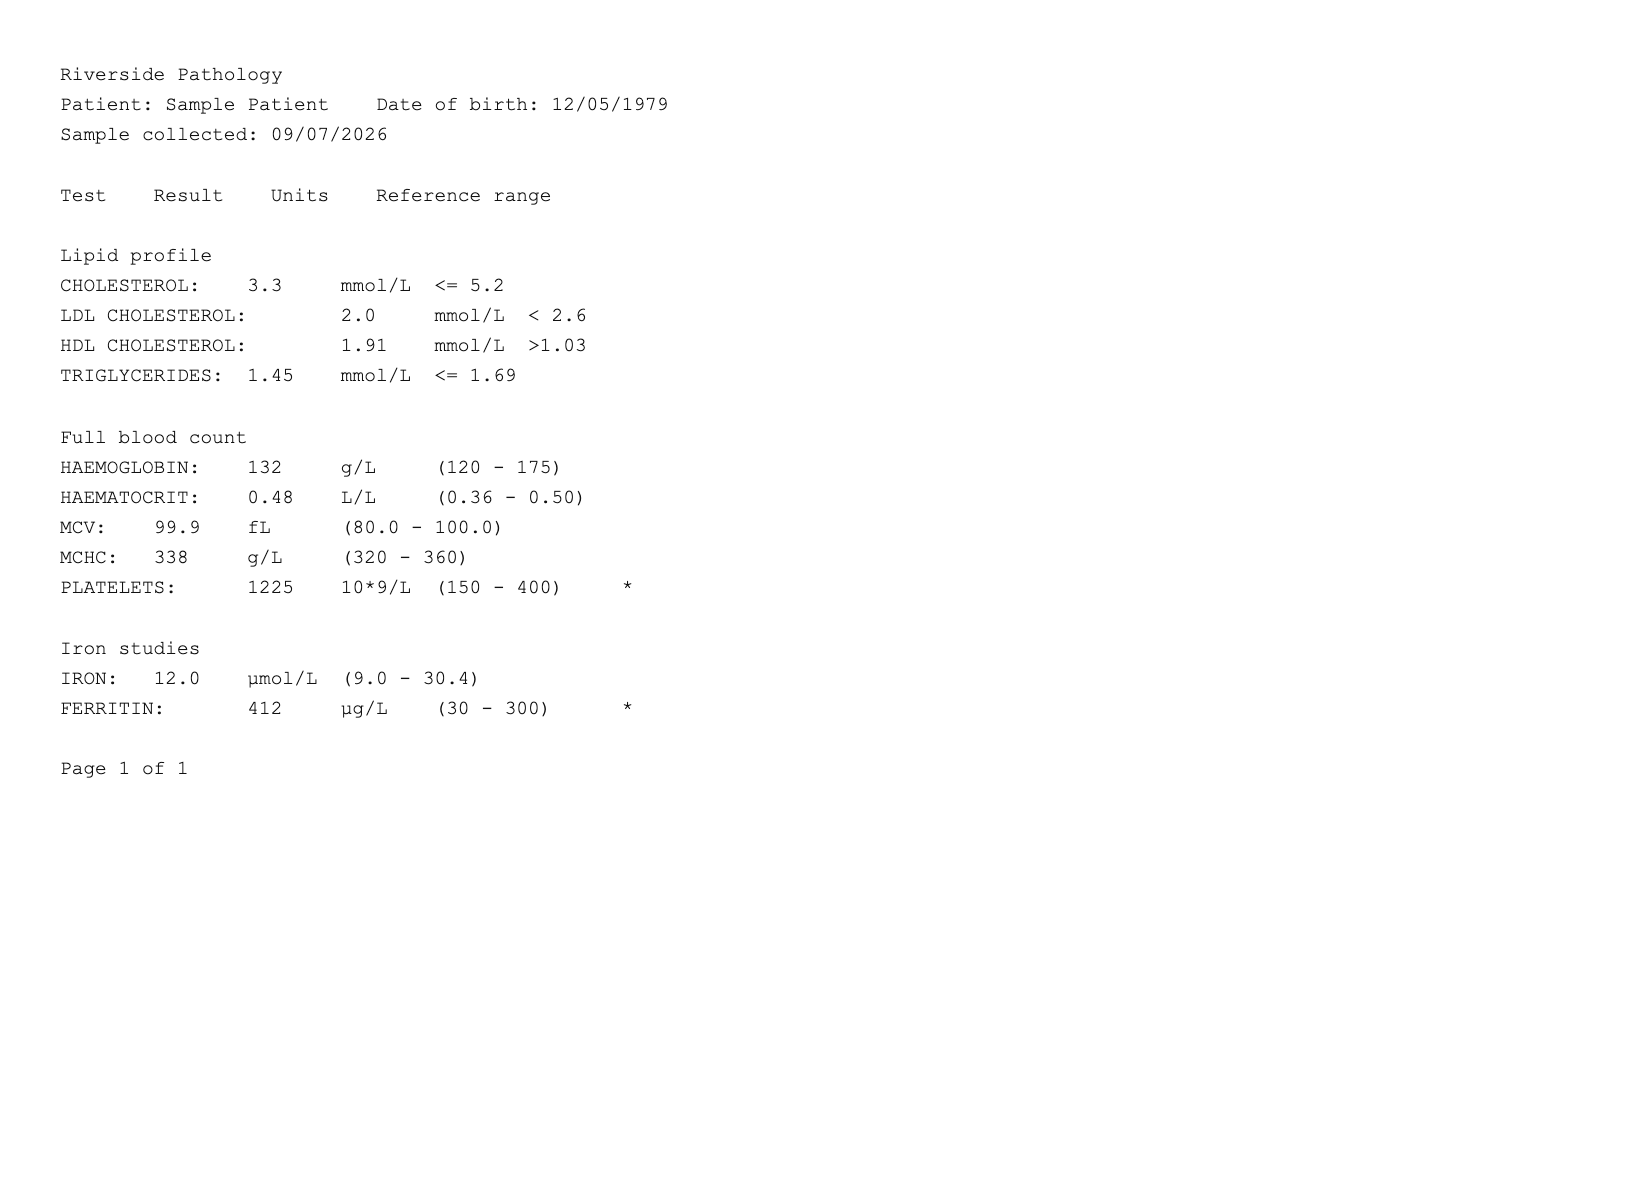 Riverside Pathology
Patient: Sample Patient    Date of birth: 12/05/1979
Sample collected: 09/07/2026
Test    Result    Units    Reference range
Lipid profile
CHOLESTEROL:    3.3     mmol/L  <= 5.2
LDL CHOLESTEROL:        2.0     mmol/L  < 2.6
HDL CHOLESTEROL:        1.91    mmol/L  >1.03
TRIGLYCERIDES:  1.45    mmol/L  <= 1.69
Full blood count
HAEMOGLOBIN:    132     g/L     (120 - 175)
HAEMATOCRIT:    0.48    L/L     (0.36 - 0.50)
MCV:    99.9    fL      (80.0 - 100.0)
MCHC:   338     g/L     (320 - 360)
PLATELETS:      1225    10*9/L  (150 - 400)     *
Iron studies
IRON:   12.0    µmol/L  (9.0 - 30.4)
FERRITIN:       412     µg/L    (30 - 300)      *
Page 1 of 1